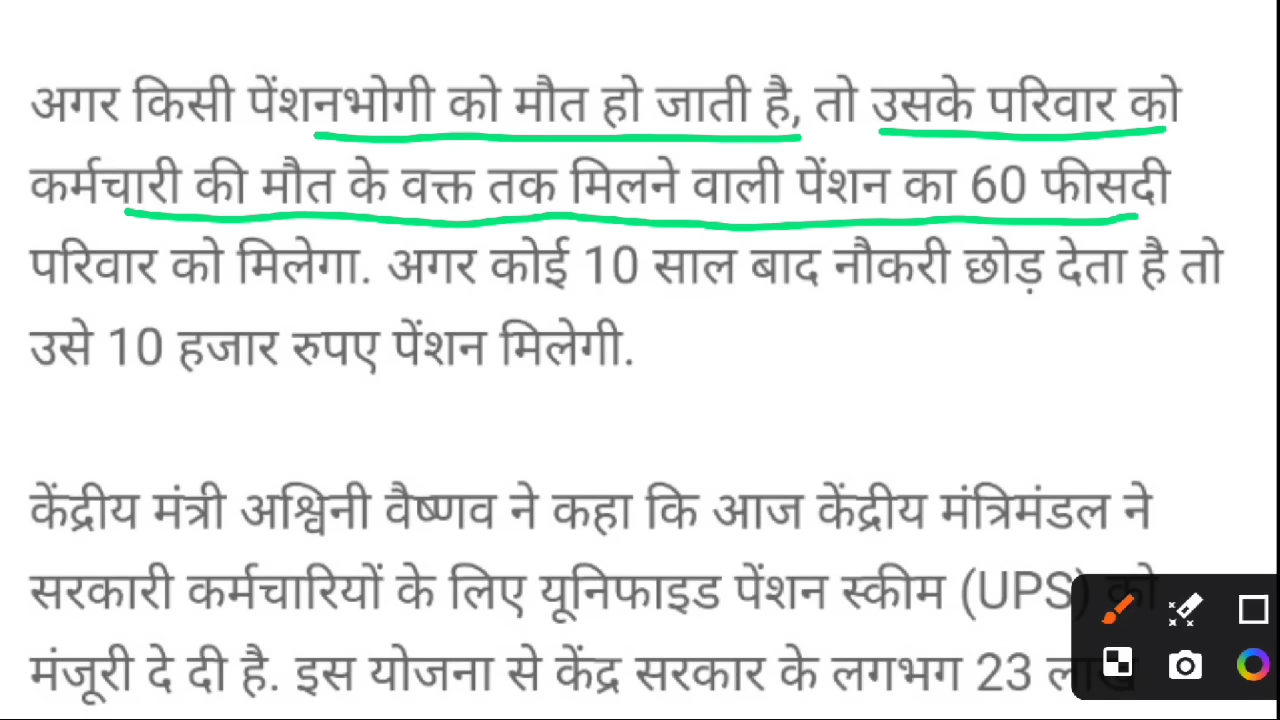 अगर किसी पेंशनभोगी को मौत हो जाती है, तो उसके परिवार को
कर्मचारी की मौत के वक्त तक मिलने वाली पेंशन का 60 फीसदी
परिवार को मिलेगा. अगर कोई 10 साल बाद नौकरी छोड़ देता है तो
उसे 10 हजार रुपए पेंशन मिलेगी.
केंद्रीय मंत्री अश्विनी वैष्णव ने कहा कि आज केंद्रीय मंत्रिमंडल ने
सरकारी कर्मचारियों के लिए यूनिफाइड पेंशन स्कीम (UPS) को
मंजूरी दे दी है. इस योजना से केंद्र सरकार के लगभग 23 लाख